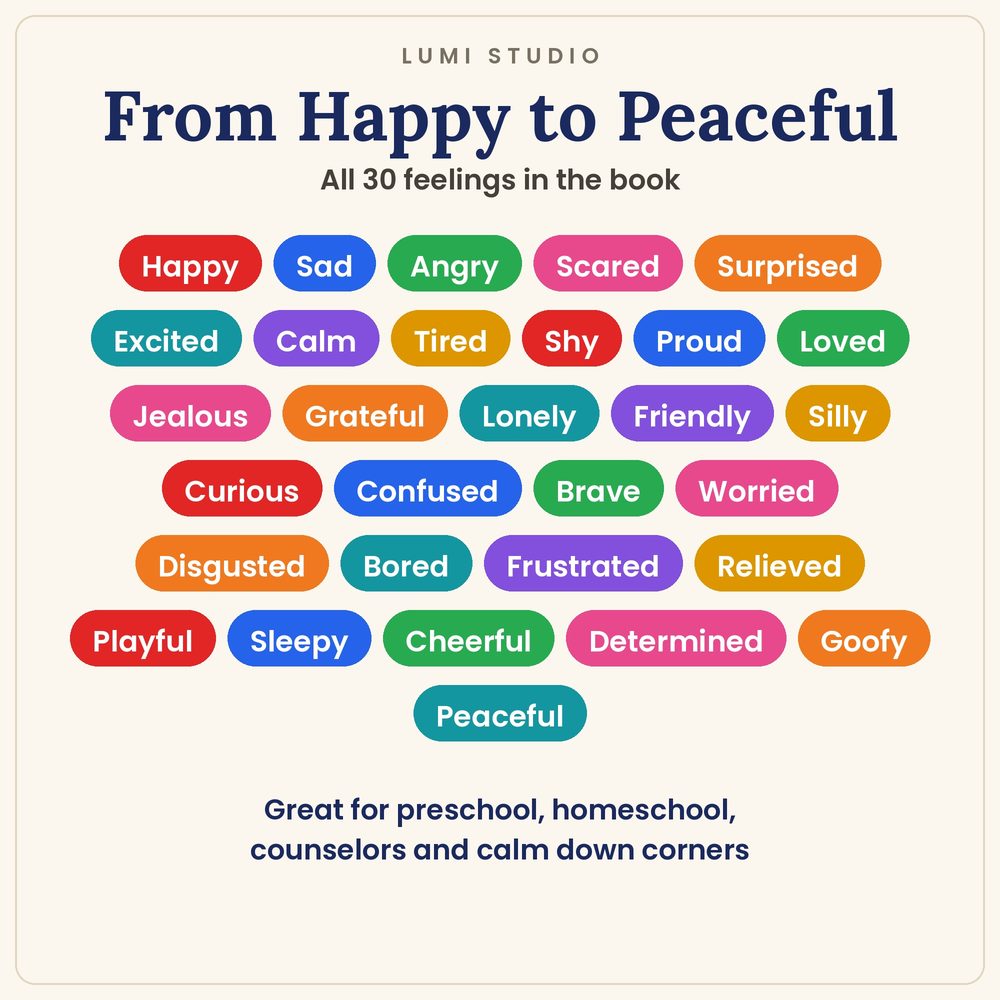 LUMI STUDIO
From Happy to Peaceful
All 30 feelings in the book
Happy Sad Angry Scared Surprised
Excited Calm Tired Shy Proud Loved
Jealous Grateful Lonely Friendly Silly
Curious Confused Brave Worried
Disgusted Bored Frustrated Relieved
Playful Sleepy Cheerful Determined Goofy
Peaceful
Great for preschool, homeschool,
counselors and calm down corners